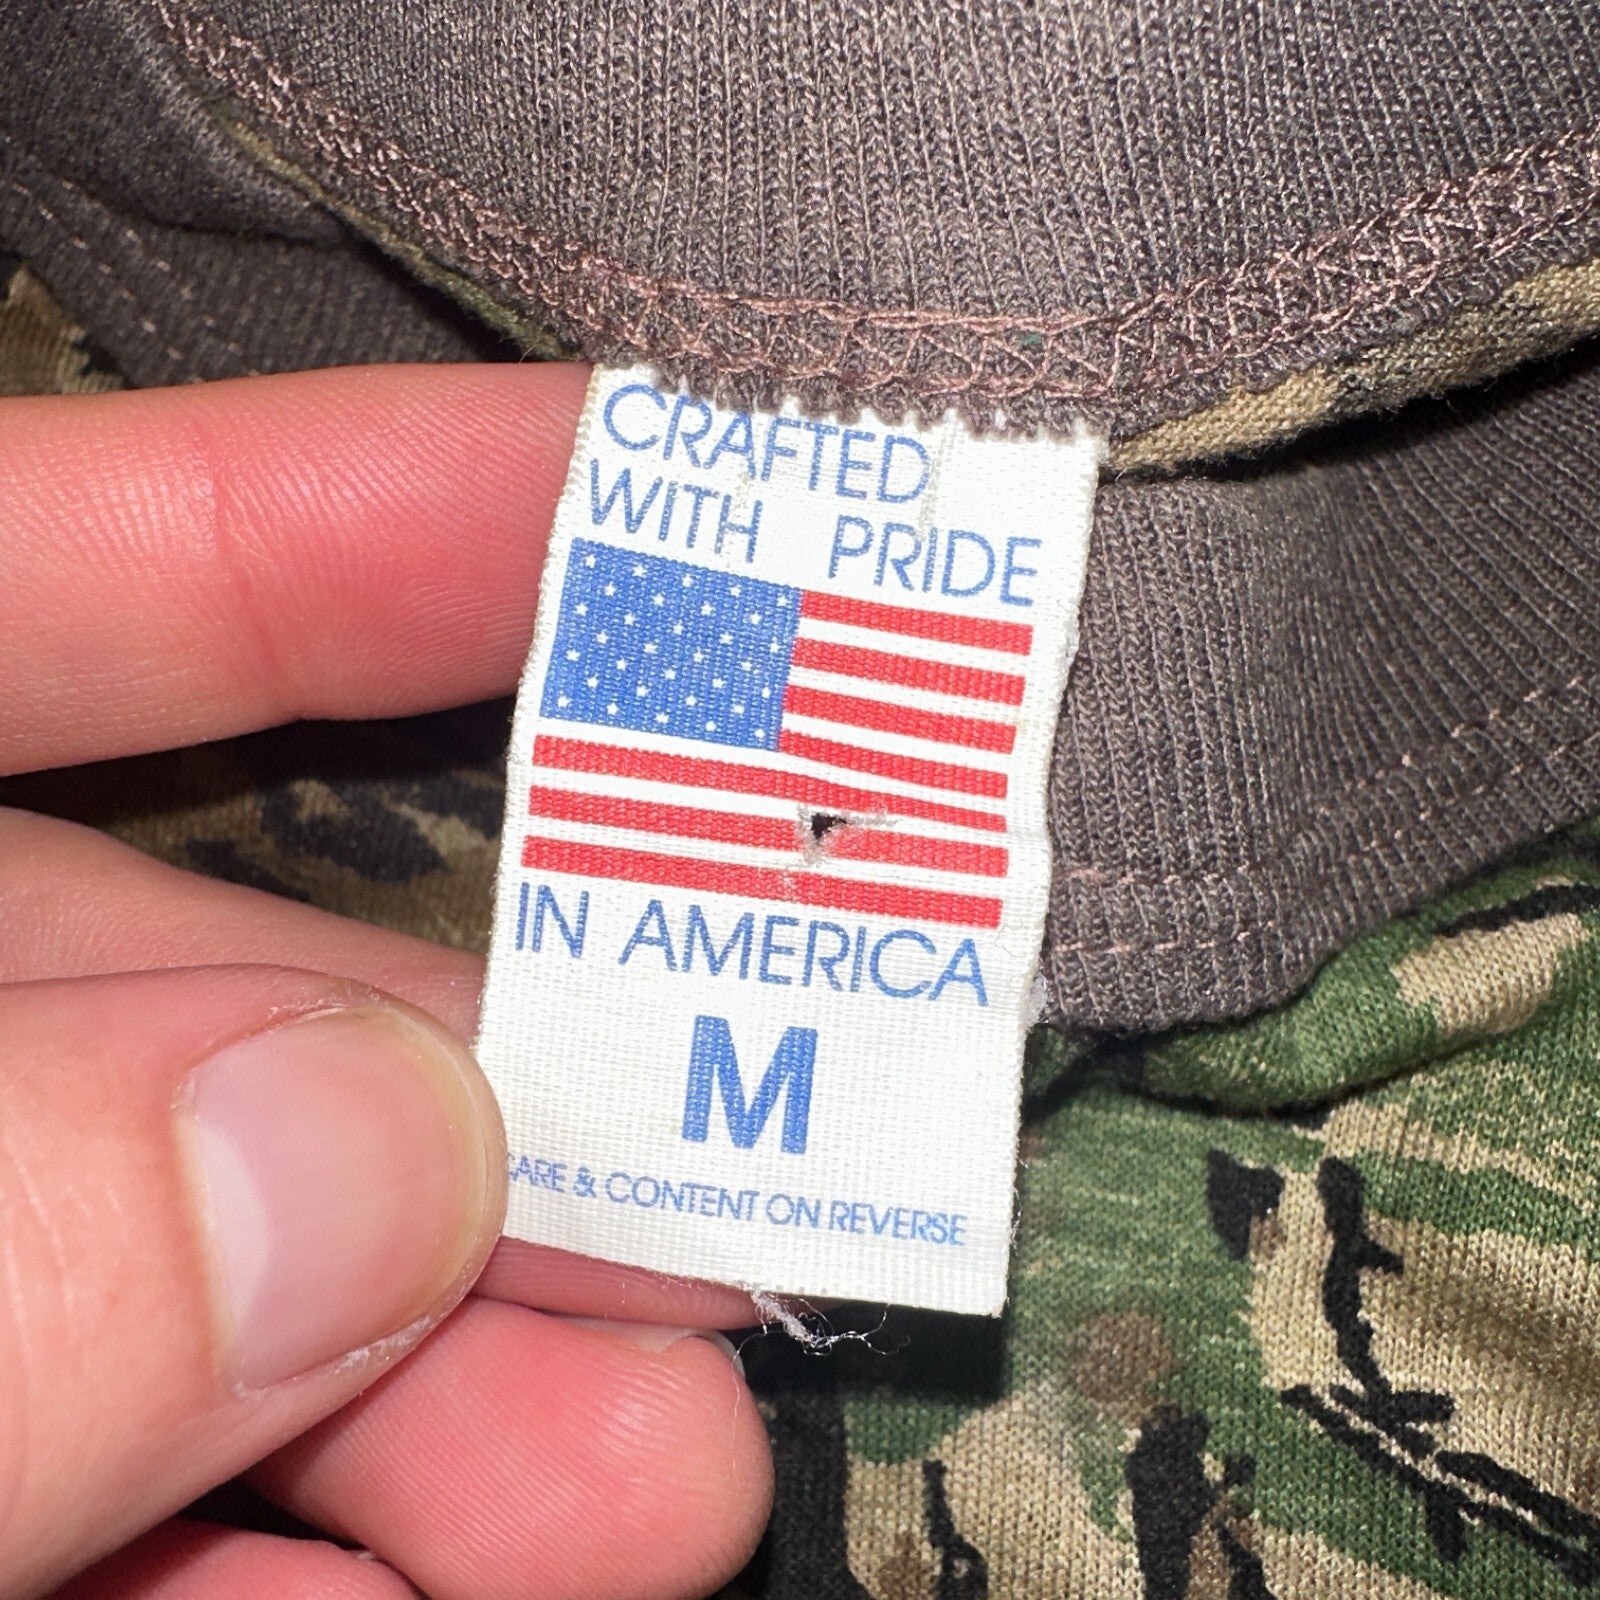 CRAFTED
WITH PRIDE
IN AMERICA
M
CARE & CONTENT ON REVERSE